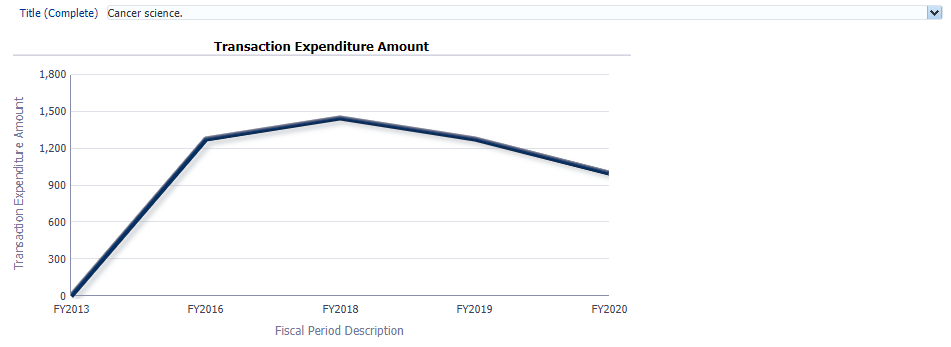 Title (Complete) Cancer science.
Transaction Expenditure Amount
1,800
1,500
1,200
900
600
300
0
Transaction Expenditure Amount
FY2013 FY2016 FY2018 FY2019 FY2020
Fiscal Period Description